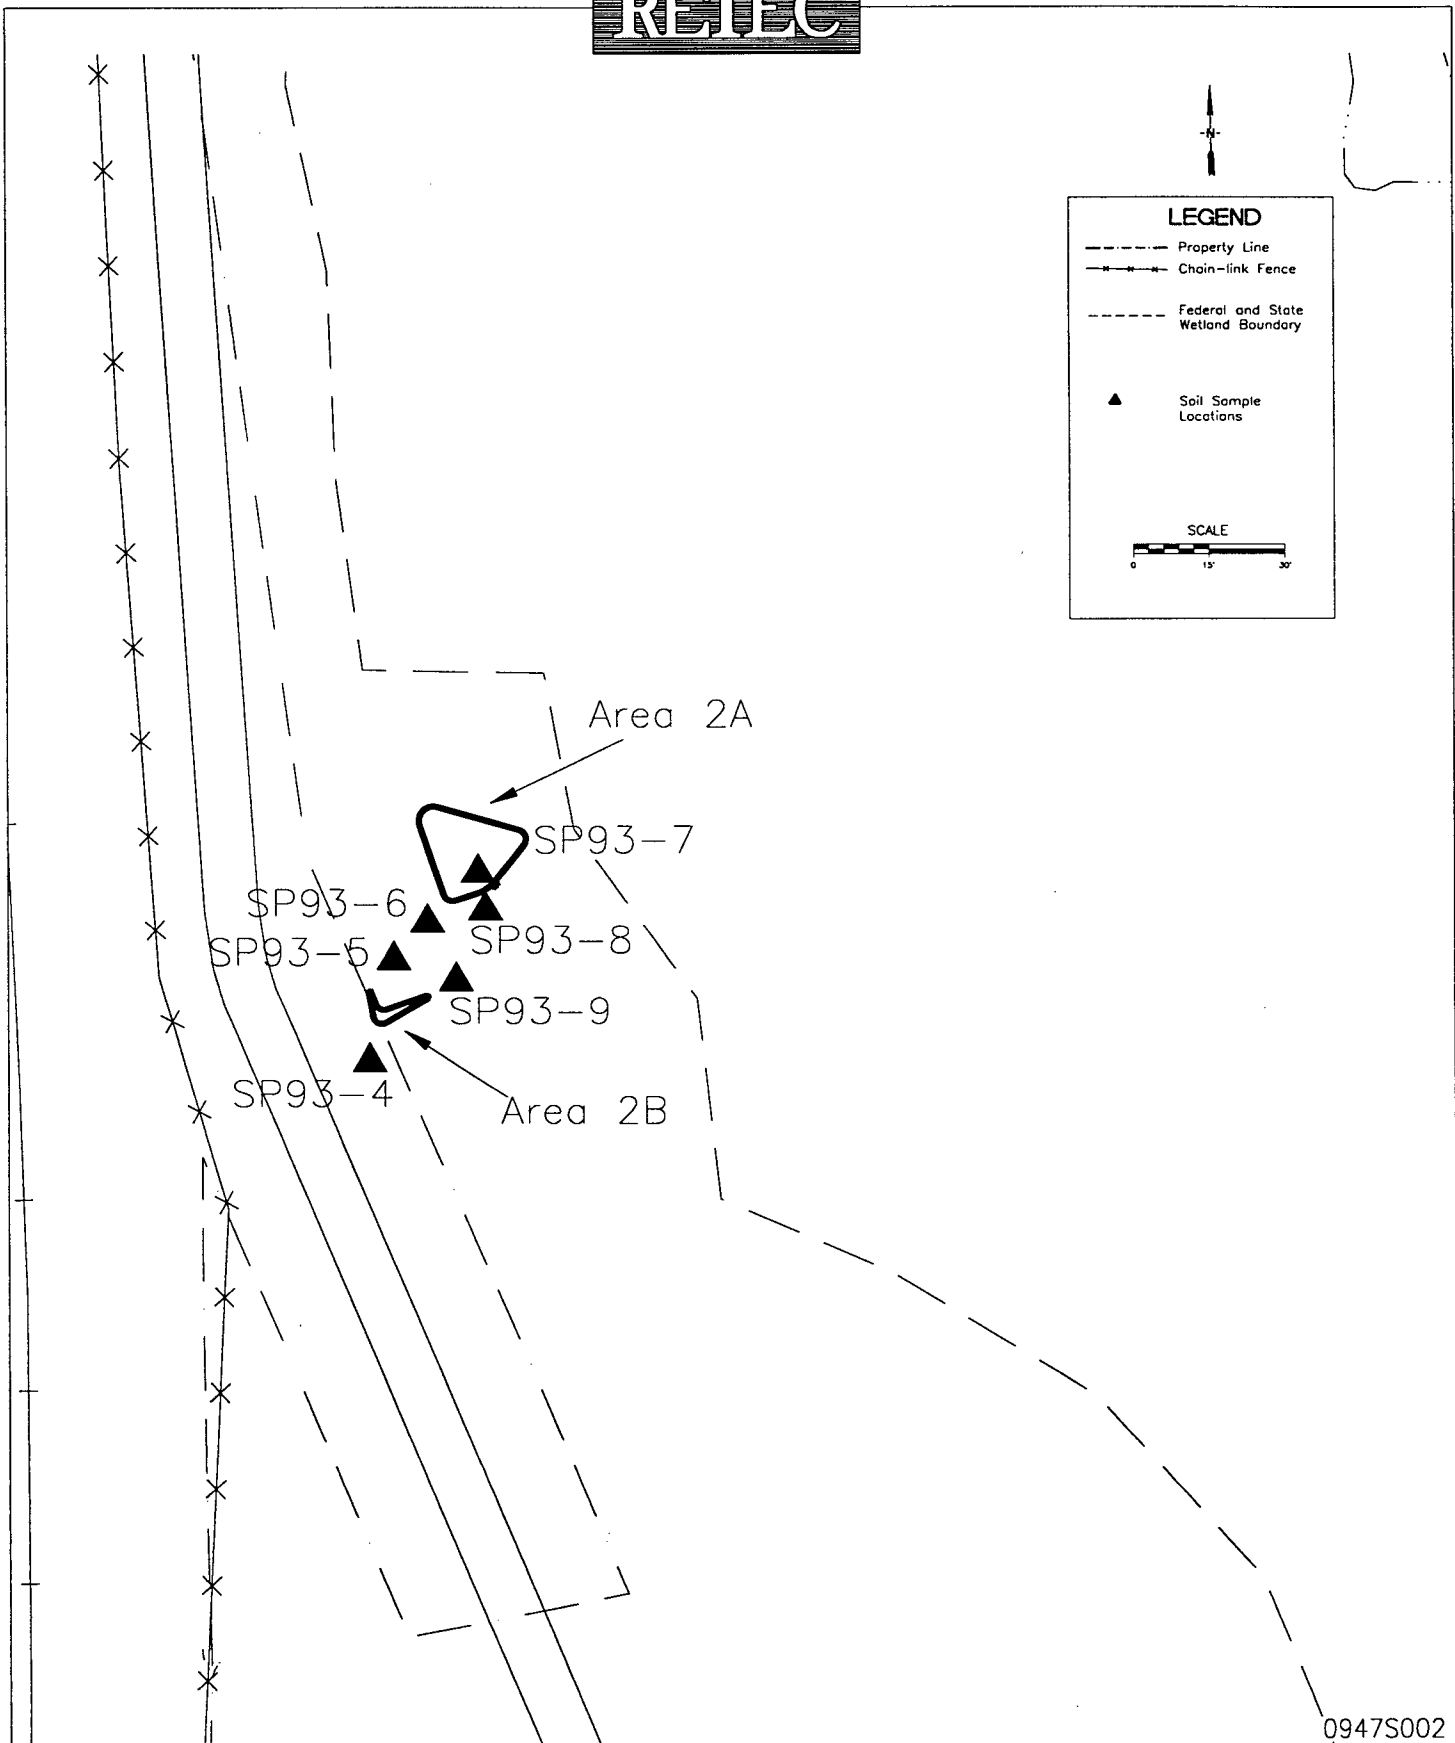 RETEC
-N-
LEGEND
Property Line
Chain-link Fence
Federal and State
Wetland Boundary
Soil Sample
Locations
SCALE
0 15' 30'
Area 2A
SP93-7
SP93-6
SP93-8
SP93-5
SP93-9
SP93-4
Area 2B
0947S002